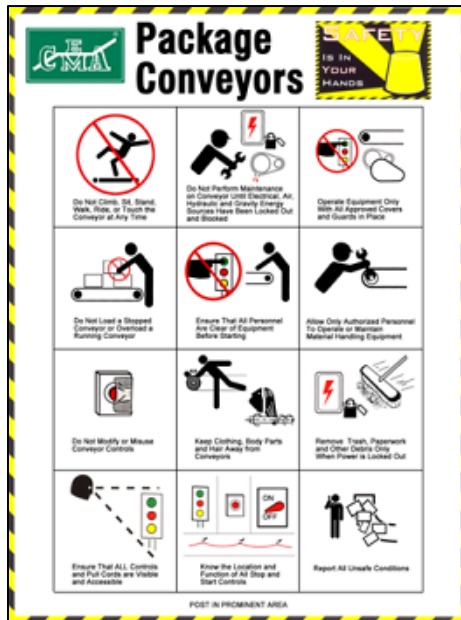 CEMA
Package
Conveyors
SAFETY
IS IN
YOUR
HANDS
Do Not Climb, Sit, Stand,
Walk, Ride, or Touch the
Conveyor at Any Time
Do Not Perform Maintenance
on Conveyor Until Electrical, Air,
Hydraulic and Gravity Energy
Sources Have Been Locked Out
and Blocked
Operate Equipment Only
With All Approved Covers
and Guards in Place
Do Not Load a Stopped
Conveyor or Overload a
Running Conveyor
Ensure That All Personnel
Are Clear of Equipment
Before Starting
Allow Only Authorized Personnel
To Operate or Maintain
Material Handling Equipment
Do Not Modify or Misuse
Conveyor Controls
Keep Clothing, Body Parts
and Hair Away from
Conveyors
Remove Trash, Paperwork
and Other Debris Only
When Power is Locked Out
ON
OFF
Ensure That ALL Controls
and Pull Cords are Visible
and Accessible
Know the Location and
Function of All Stop and
Start Controls
Report All Unsafe Conditions
POST IN PROMINENT AREA